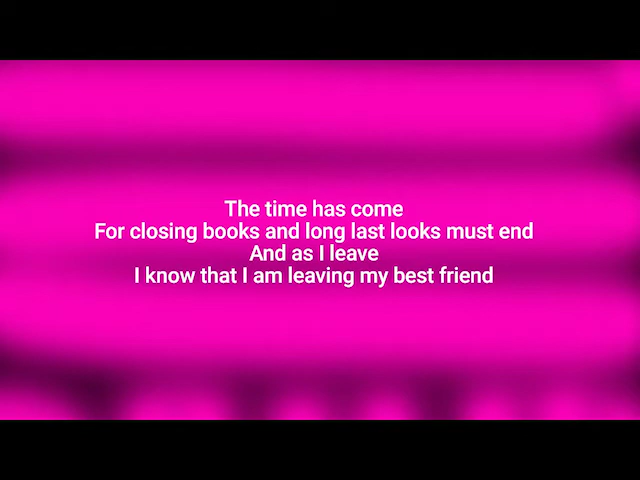 The time has come
For closing books and long last looks must end
And as I leave
I know that I am leaving my best friend